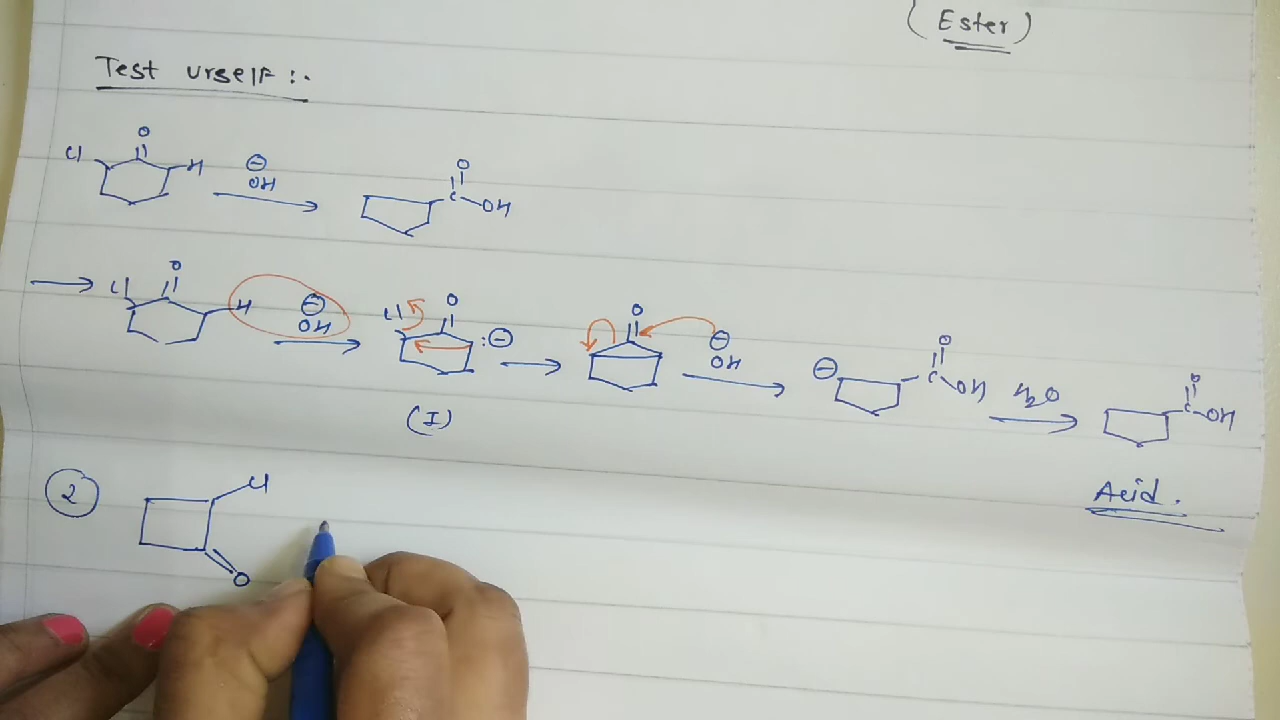 (Ester)
Test urself :-
Cl O H ⊖ OH O C OH
Cl O H ⊖ OH Cl O :⊖ O ⊖ OH ⊖ O C OH H2O O C OH
(I)
Acid.
2 Cl O